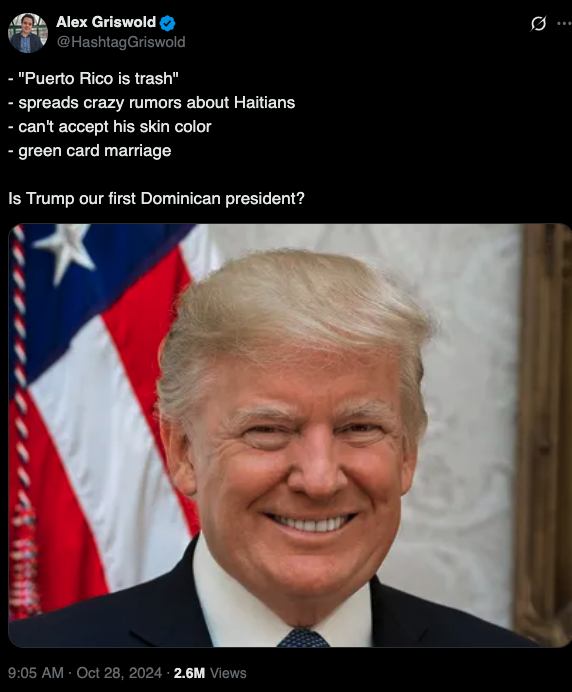 Alex Griswold
@HashtagGriswold
- "Puerto Rico is trash"
- spreads crazy rumors about Haitians
- can't accept his skin color
- green card marriage
Is Trump our first Dominican president?
9:05 AM · Oct 28, 2024 · 2.6M Views